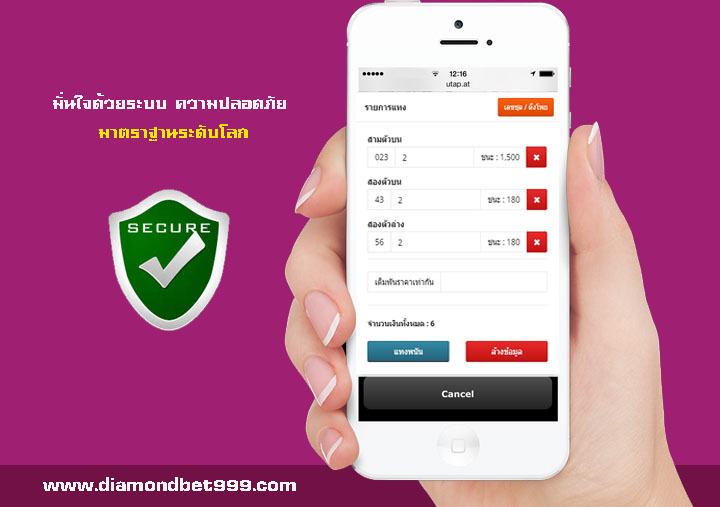 มั่นใจด้วยระบบ ความปลอดภัย
มาตราฐานระดับโลก
SECURE
12:16
utap.at
รายการแทง
เลขชุด / ดึงโพย
สามตัวบน
023 2 ชนะ : 1,500
สองตัวบน
43 2 ชนะ : 180
สองตัวล่าง
56 2 ชนะ : 180
เดิมพันราคาเท่ากัน
จำนวนเงินทั้งหมด : 6
แทงพนัน ล้างข้อมูล
Cancel
www.diamondbet999.com